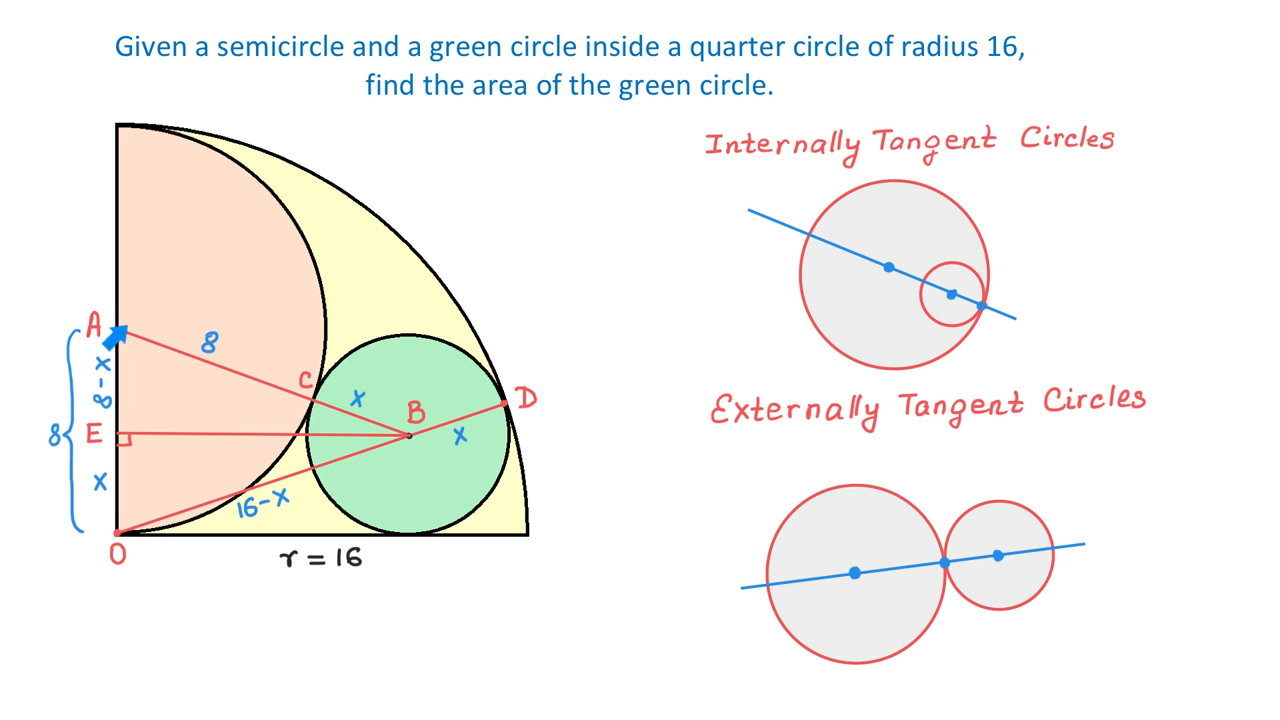 Given a semicircle and a green circle inside a quarter circle of radius 16,
find the area of the green circle.
Internally Tangent Circles
A
8
8-x
C
x
B
D
8
E
x
x
16-x
O
r = 16
Externally Tangent Circles